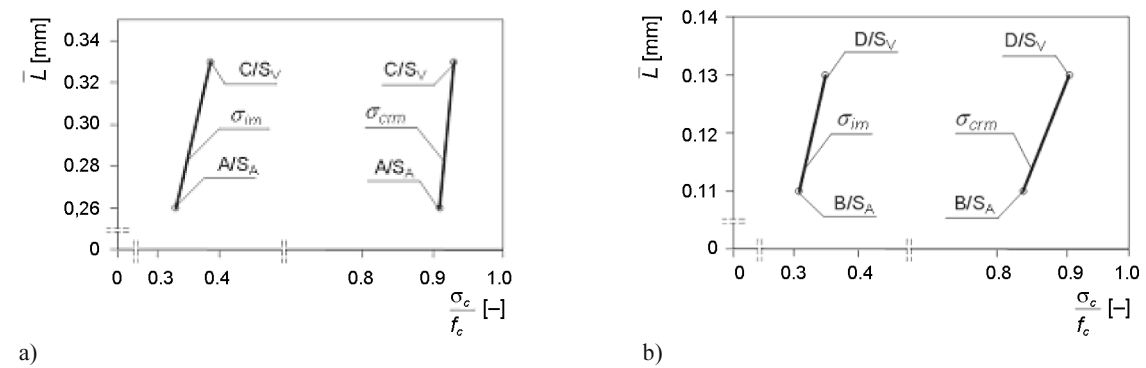 L̅ [mm]
0.34
0.32
0.30
0.28
0,26
0
C/S_V
σ_im
A/S_A
C/S_V
σ_crm
A/S_A
0 0.3 0.4 0.8 0.9 1.0
σ_c
f_c
[–]
a)
L̅ [mm]
0.14
0.13
0.12
0.11
0
D/S_V
σ_im
B/S_A
D/S_V
σ_crm
B/S_A
0 0.3 0.4 0.8 0.9 1.0
σ_c
f_c
[–]
b)